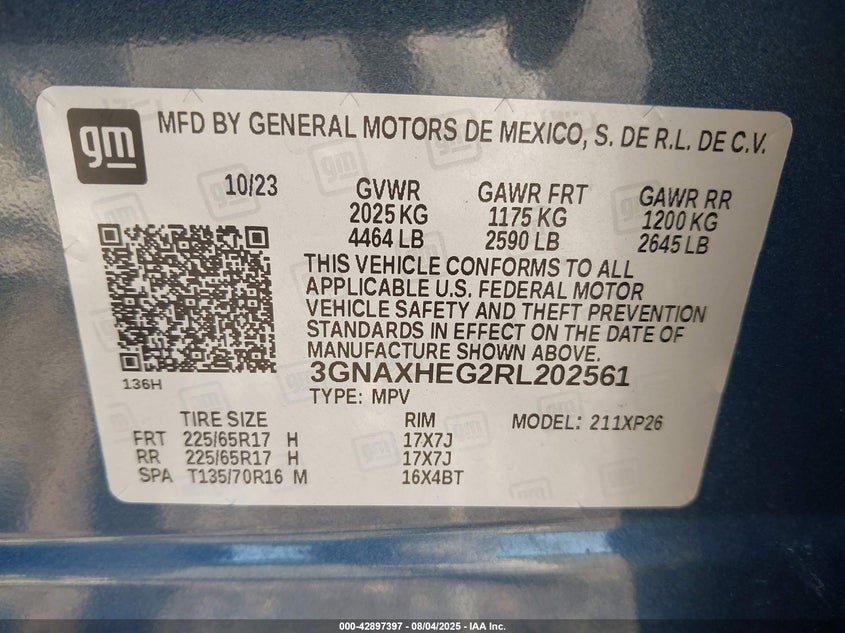 gm
MFD BY GENERAL MOTORS DE MEXICO, S. DE R.L. DE C.V.
10/23 GVWR GAWR FRT GAWR RR
2025 KG 1175 KG 1200 KG
4464 LB 2590 LB 2645 LB
THIS VEHICLE CONFORMS TO ALL
APPLICABLE U.S. FEDERAL MOTOR
VEHICLE SAFETY AND THEFT PREVENTION
STANDARDS IN EFFECT ON THE DATE OF
MANUFACTURE SHOWN ABOVE.
3GNAXHEG2RL202561
136H
TYPE: MPV
TIRE SIZE RIM MODEL: 211XP26
FRT 225/65R17 H 17X7J
RR 225/65R17 H 17X7J
SPA T135/70R16 M 16X4BT
000-42897397 - 08/04/2025 - IAA Inc.